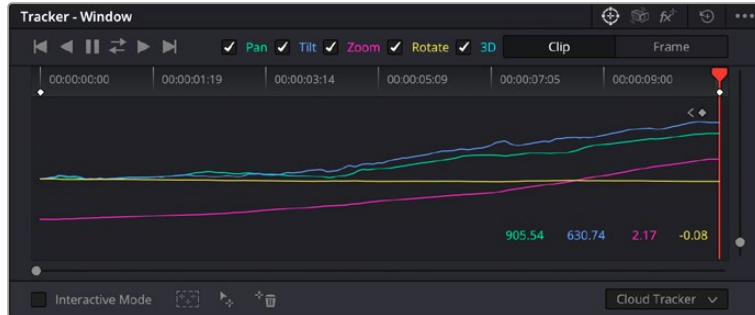 Tracker - Window
Pan Tilt Zoom Rotate 3D Clip Frame
00:00:00:00 00:00:01:19 00:00:03:14 00:00:05:09 00:00:07:05 00:00:09:00
905.54 630.74 2.17 -0.08
Interactive Mode Cloud Tracker